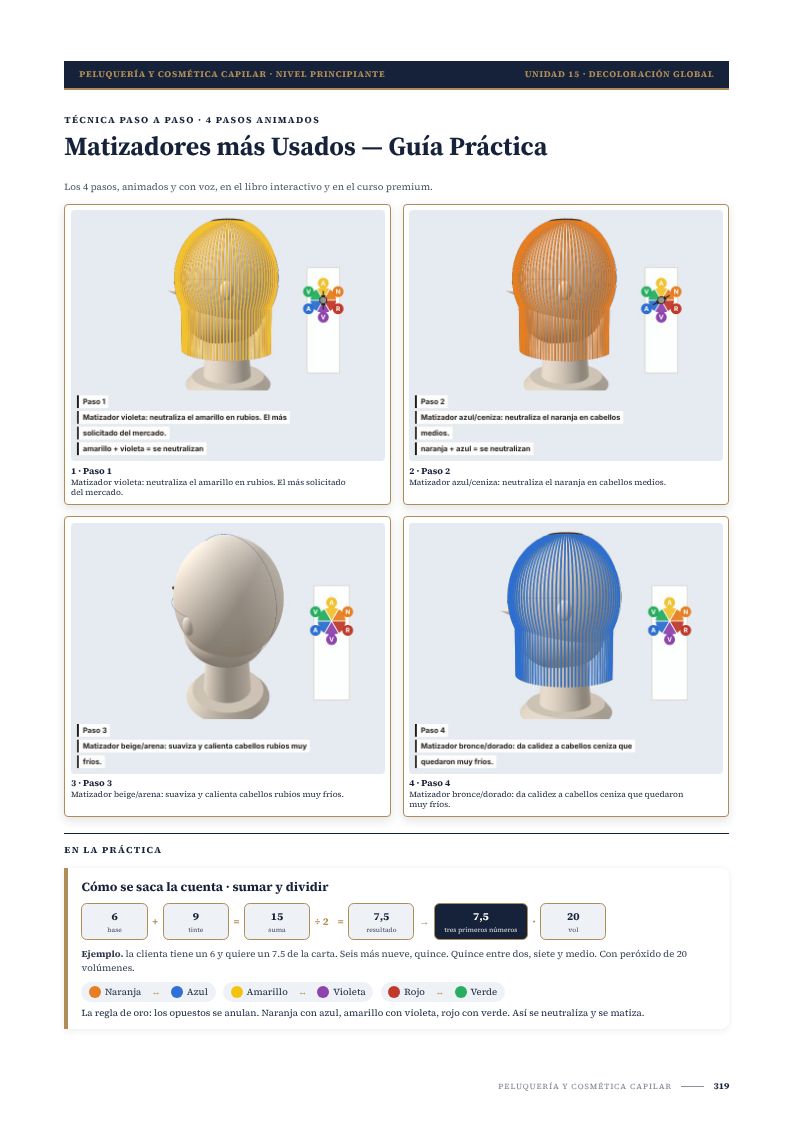 PELUQUERÍA Y COSMÉTICA CAPILAR · NIVEL PRINCIPIANTE
UNIDAD 15 · DECOLORACIÓN GLOBAL
TÉCNICA PASO A PASO · 4 PASOS ANIMADOS
Matizadores más Usados — Guía Práctica
Los 4 pasos, animados y con voz, en el libro interactivo y en el curso premium.
A
V N
A R
V
Paso 1
Matizador violeta: neutraliza el amarillo en rubios. El más
solicitado del mercado.
amarillo + violeta = se neutralizan
1 · Paso 1
Matizador violeta: neutraliza el amarillo en rubios. El más solicitado
del mercado.
A
V N
A R
V
Paso 2
Matizador azul/ceniza: neutraliza el naranja en cabellos
medios.
naranja + azul = se neutralizan
2 · Paso 2
Matizador azul/ceniza: neutraliza el naranja en cabellos medios.
A
V N
A R
V
Paso 3
Matizador beige/arena: suaviza y calienta cabellos rubios muy
fríos.
3 · Paso 3
Matizador beige/arena: suaviza y calienta cabellos rubios muy fríos.
A
V N
A R
V
Paso 4
Matizador bronce/dorado: da calidez a cabellos ceniza que
quedaron muy fríos.
4 · Paso 4
Matizador bronce/dorado: da calidez a cabellos ceniza que quedaron
muy fríos.
EN LA PRÁCTICA
Cómo se saca la cuenta · sumar y dividir
6 + 9 = 15 ÷ 2 = 7,5 → 7,5 · 20
base tinte suma resultado tres primeros números vol
Ejemplo. la clienta tiene un 6 y quiere un 7.5 de la carta. Seis más nueve, quince. Quince entre dos, siete y medio. Con peróxido de 20
volúmenes.
Naranja ↔ Azul Amarillo ↔ Violeta Rojo ↔ Verde
La regla de oro: los opuestos se anulan. Naranja con azul, amarillo con violeta, rojo con verde. Así se neutraliza y se matiza.
PELUQUERÍA Y COSMÉTICA CAPILAR 319